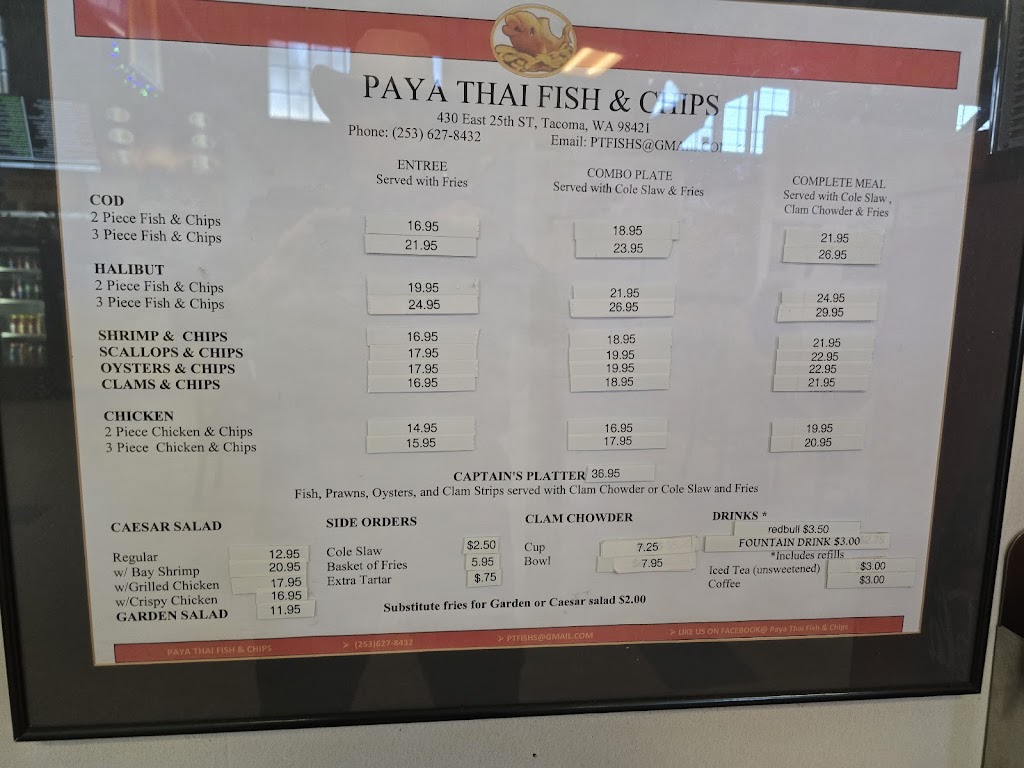 PAYA THAI FISH & CHIPS
430 East 25th ST, Tacoma, WA 98421
Phone: (253) 627-8432 Email: PTFISHS@GMAIL.COM
ENTREE
Served with Fries
COMBO PLATE
Served with Cole Slaw & Fries
COMPLETE MEAL
Served with Cole Slaw ,
Clam Chowder & Fries
COD
2 Piece Fish & Chips 16.95 18.95 21.95
3 Piece Fish & Chips 21.95 23.95 26.95
HALIBUT
2 Piece Fish & Chips 19.95 21.95 24.95
3 Piece Fish & Chips 24.95 26.95 29.95
SHRIMP & CHIPS 16.95 18.95 21.95
SCALLOPS & CHIPS 17.95 19.95 22.95
OYSTERS & CHIPS 17.95 19.95 22.95
CLAMS & CHIPS 16.95 18.95 21.95
CHICKEN
2 Piece Chicken & Chips 14.95 16.95 19.95
3 Piece Chicken & Chips 15.95 17.95 20.95
CAPTAIN'S PLATTER 36.95
Fish, Prawns, Oysters, and Clam Strips served with Clam Chowder or Cole Slaw and Fries
CAESAR SALAD
Regular 12.95
w/ Bay Shrimp 20.95
w/Grilled Chicken 17.95
w/Crispy Chicken 16.95
GARDEN SALAD 11.95
SIDE ORDERS
Cole Slaw $2.50
Basket of Fries 5.95
Extra Tartar $.75
CLAM CHOWDER
Cup 7.25
Bowl 7.95
DRINKS *
redbull $3.50
FOUNTAIN DRINK $3.00
*Includes refills
Iced Tea (unsweetened) $3.00
Coffee $3.00
Substitute fries for Garden or Caesar salad $2.00
PAYA THAI FISH & CHIPS ➢ (253)627-8432 ➢ PTFISHS@GMAIL.COM ➢ LIKE US ON FACEBOOK@ Paya Thai Fish & Chips